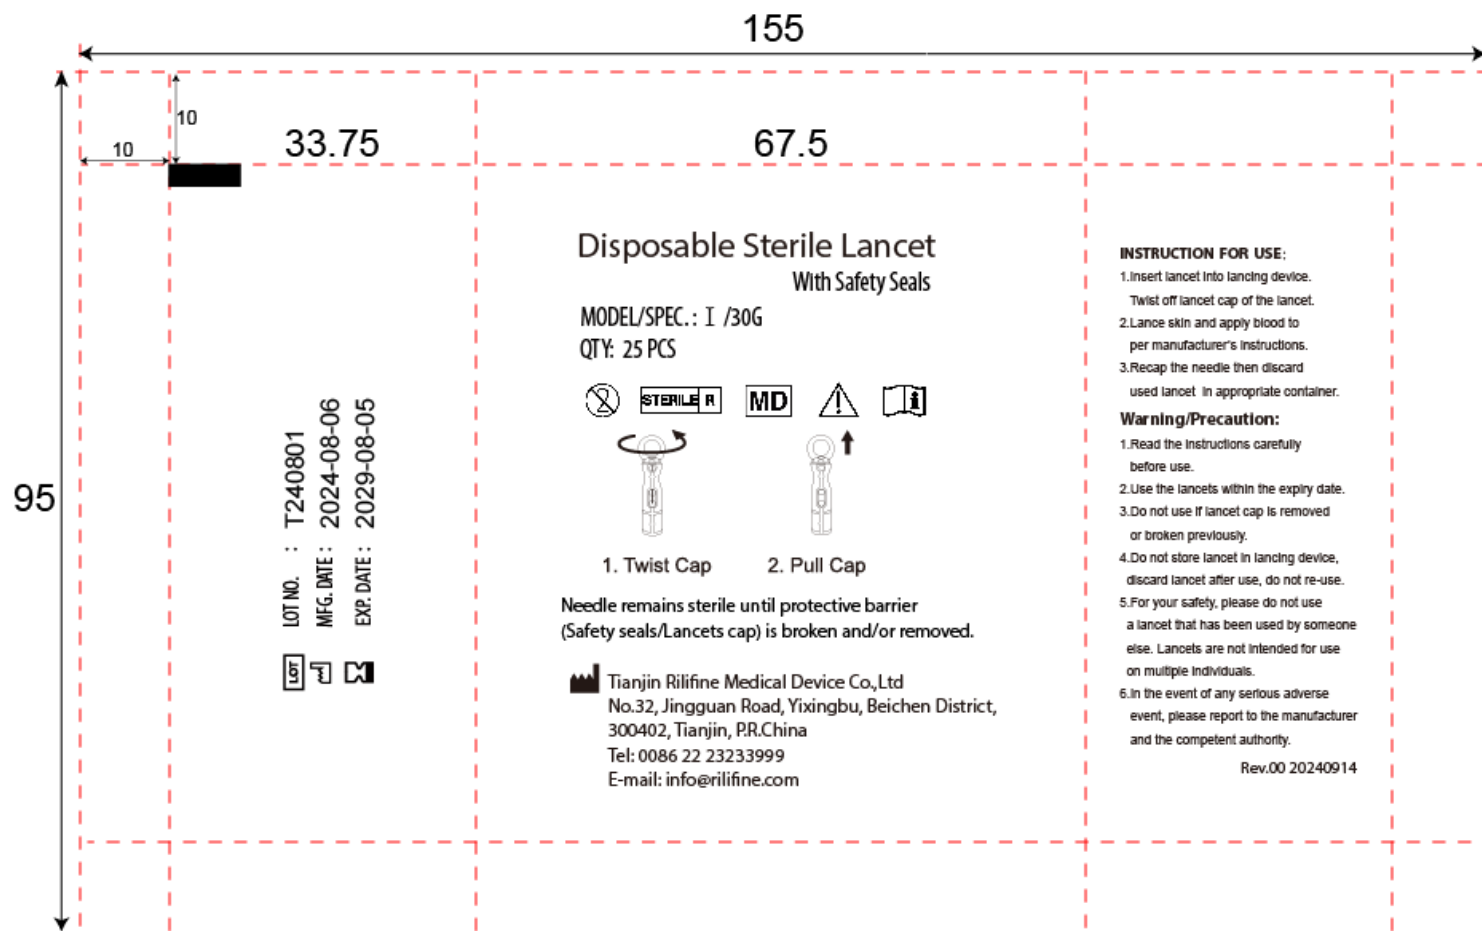 155
10
10
33.75
67.5
95
LOT NO. : T240801
MFG. DATE : 2024-08-06
EXP. DATE : 2029-08-05
LOT
Disposable Sterile Lancet
With Safety Seals
MODEL/SPEC.: I /30G
QTY: 25 PCS
2
STERILE R
MD
i
1. Twist Cap
2. Pull Cap
Needle remains sterile until protective barrier
(Safety seals/Lancets cap) is broken and/or removed.
Tianjin Rilifine Medical Device Co.,Ltd
No.32, Jingguan Road, Yixingbu, Beichen District,
300402, Tianjin, P.R.China
Tel: 0086 22 23233999
E-mail: info@rilifine.com
INSTRUCTION FOR USE:
1.Insert lancet into lancing device.
Twist off lancet cap of the lancet.
2.Lance skin and apply blood to
per manufacturer's instructions.
3.Recap the needle then discard
used lancet in appropriate container.
Warning/Precaution:
1.Read the instructions carefully
before use.
2.Use the lancets within the expiry date.
3.Do not use if lancet cap is removed
or broken previously.
4.Do not store lancet in lancing device,
discard lancet after use, do not re-use.
5.For your safety, please do not use
a lancet that has been used by someone
else. Lancets are not intended for use
on multiple individuals.
6.In the event of any serious adverse
event, please report to the manufacturer
and the competent authority.
Rev.00 20240914